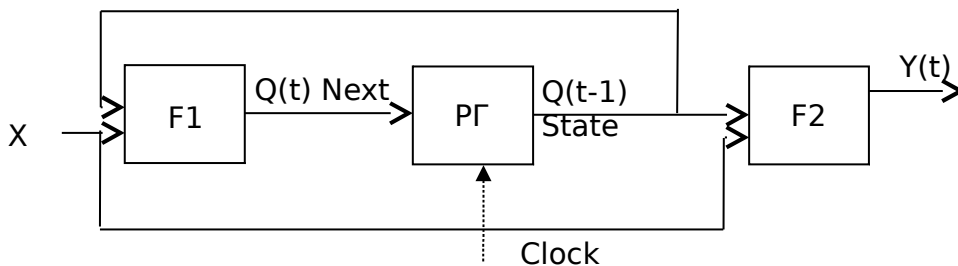 X
F1
Q(t) Next
РГ
Q(t-1)
State
F2
Y(t)
Clock